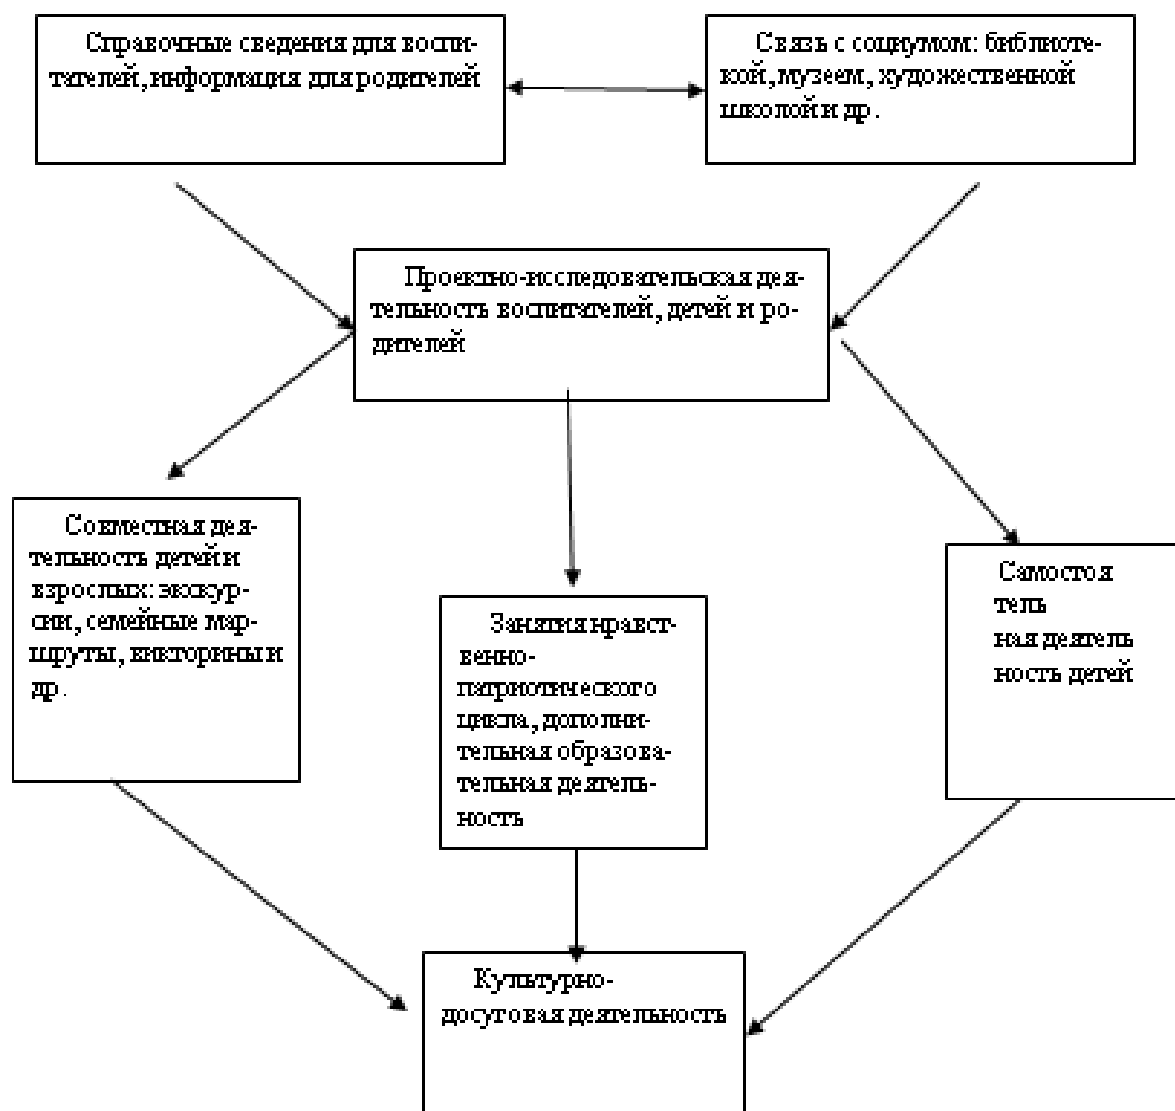 Справочные сведения для воспи-
тателей, информация для родителей
Связь с социумом: библиоте-
кой, музеем, художественной
школой и др.
Проектно-исследовательская дея-
тельность воспитателей, детей и ро-
дителей
Совместная дея-
тельность детей и
взрослых: экскур-
сии, семейные мар-
шруты, викторины и
др.
Занятия нравст-
венно-
патриотического
цикла, дополни-
тельная образова-
тельная деятель-
ность
Самостоя
тель
ная деятель
ность детей
Культурно-
досуговая деятельность